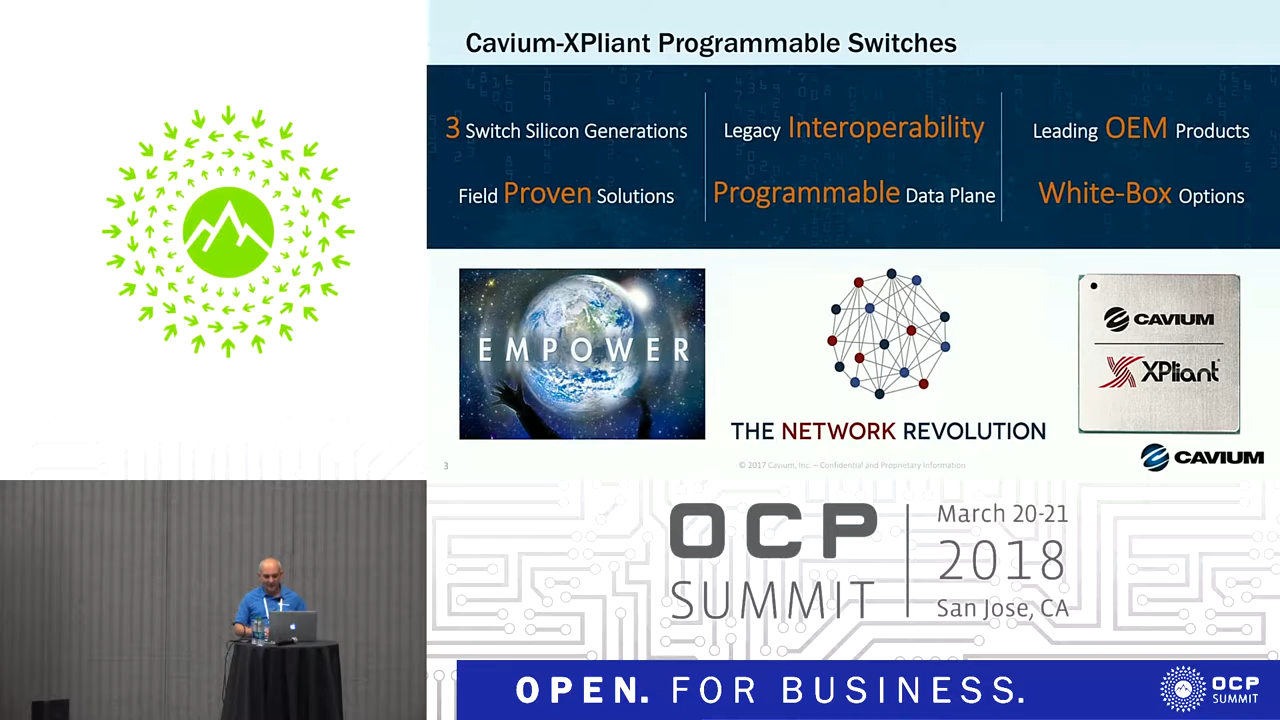 Cavium-XPliant Programmable Switches
3 Switch Silicon Generations
Field Proven Solutions
Legacy Interoperability
Programmable Data Plane
Leading OEM Products
White-Box Options
EMPOWER
THE NETWORK REVOLUTION
CAVIUM
XPliant
CAVIUM
3
© 2017 Cavium, Inc. – Confidential and Proprietary Information
OCP
SUMMIT
March 20-21
2018
San Jose, CA
OPEN. FOR BUSINESS.
OCP
SUMMIT